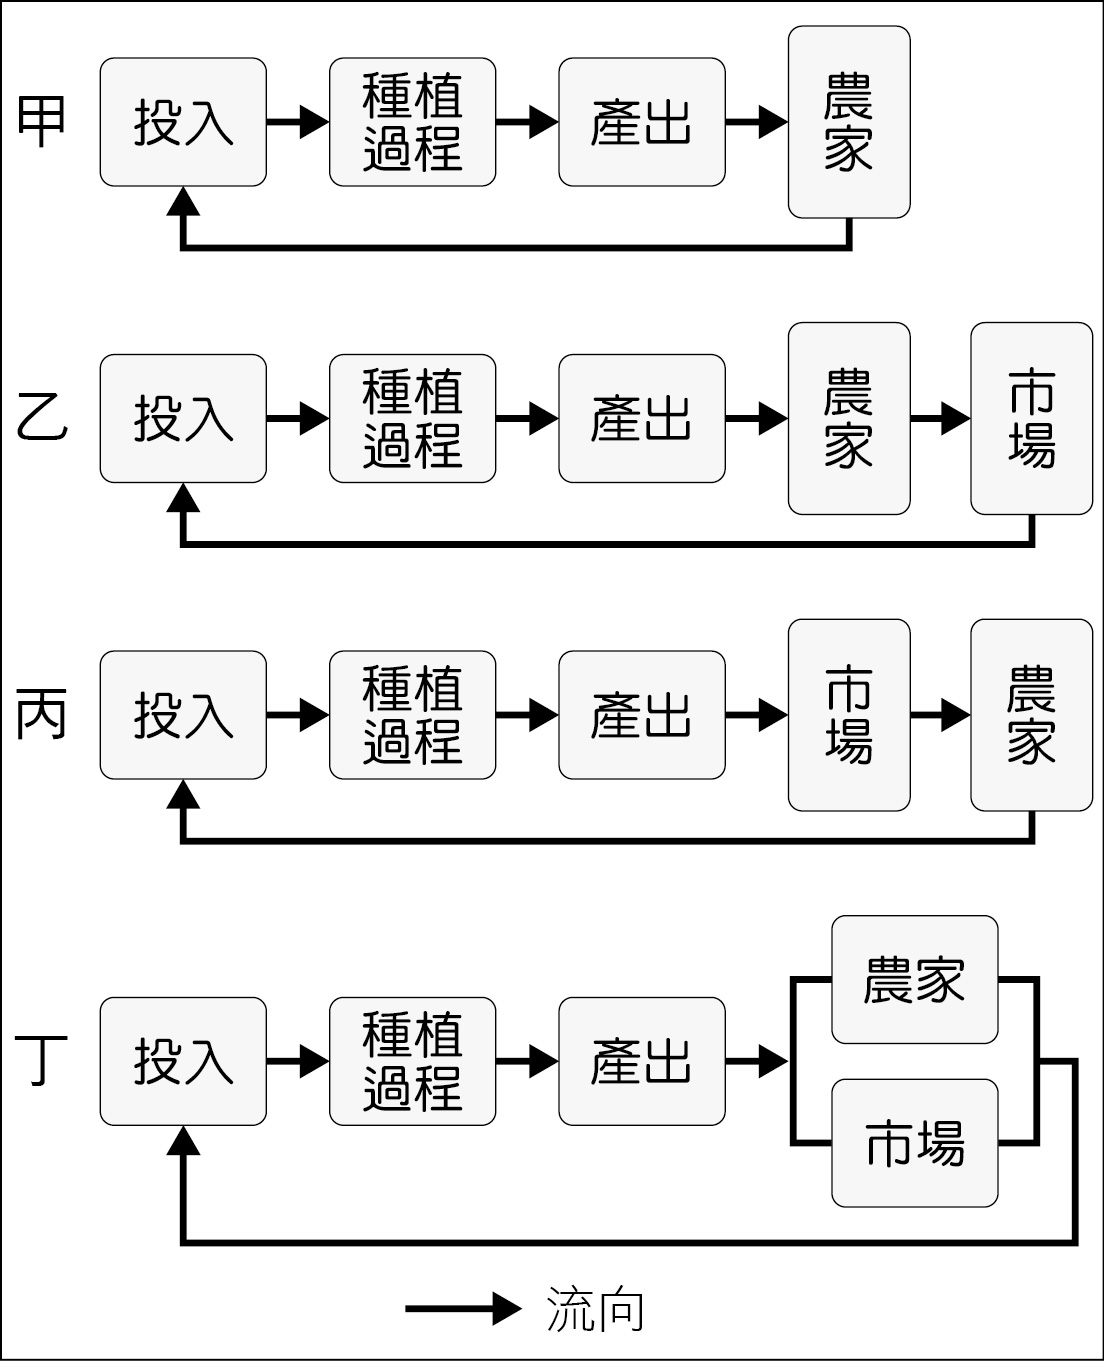 甲
投入
種植
過程
產出
農
家
乙
投入
種植
過程
產出
農
家
市
場
丙
投入
種植
過程
產出
市
場
農
家
丁
投入
種植
過程
產出
農家
市場
流向